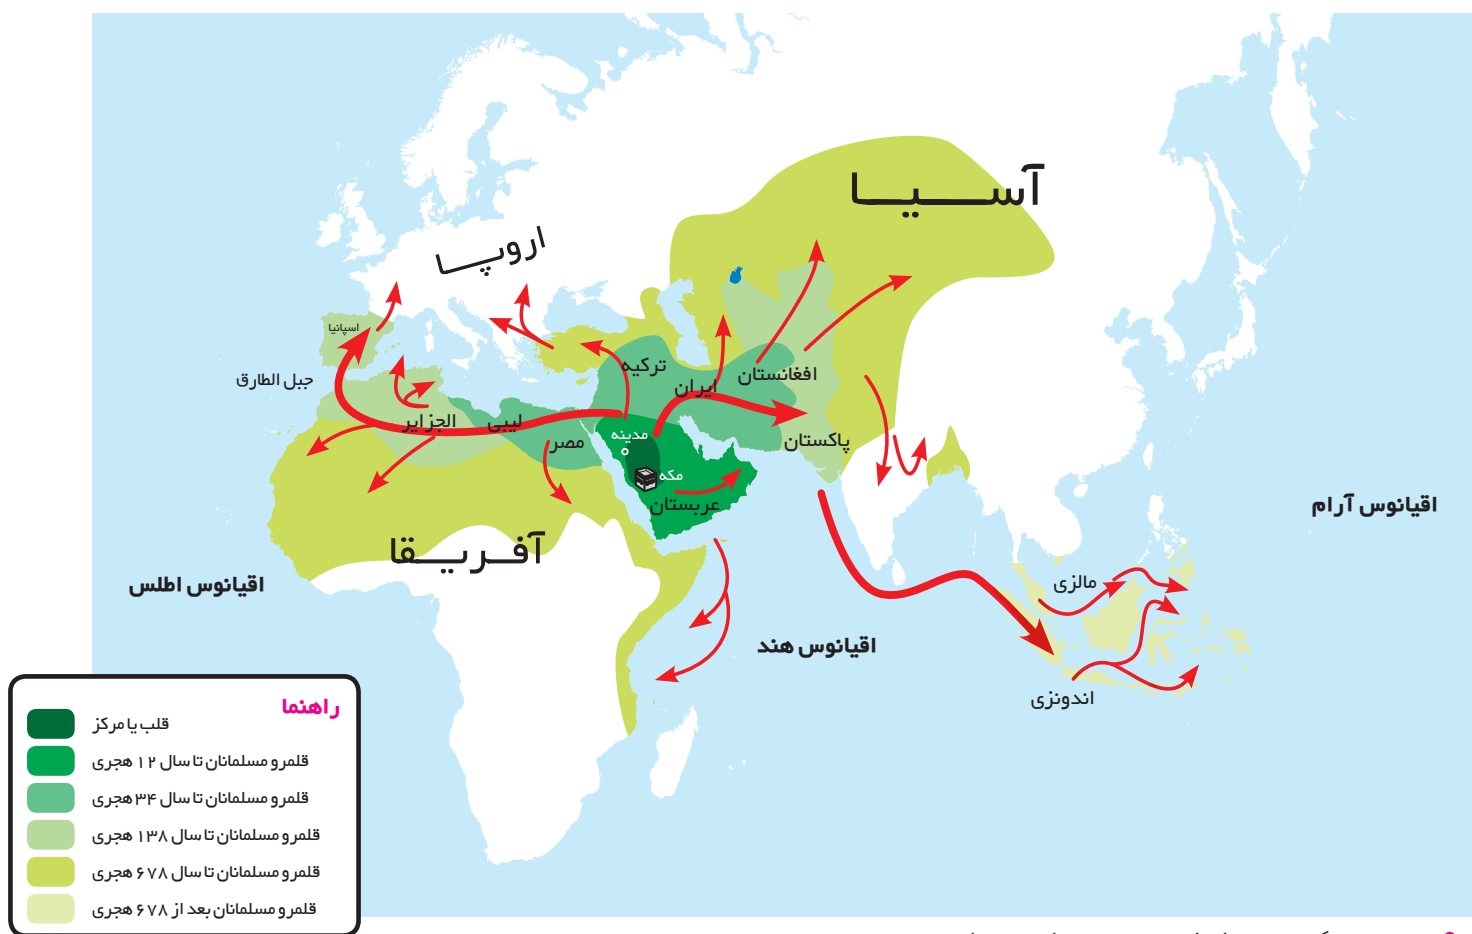 آسیا
اروپا
اسپانیا
جبل الطارق
ترکیه
ایران
افغانستان
الجزایر
لیبی
مصر
مدینه
مکه
عربستان
پاکستان
آفریقا
اقیانوس آرام
اقیانوس اطلس
اقیانوس هند
مالزی
اندونزی
راهنما
قلب یا مرکز
قلمرو مسلمانان تا سال ۱۲ هجری
قلمرو مسلمانان تا سال ۳۴ هجری
قلمرو مسلمانان تا سال ۱۳۸ هجری
قلمرو مسلمانان تا سال ۶۷۸ هجری
قلمرو مسلمانان بعد از ۶۷۸ هجری